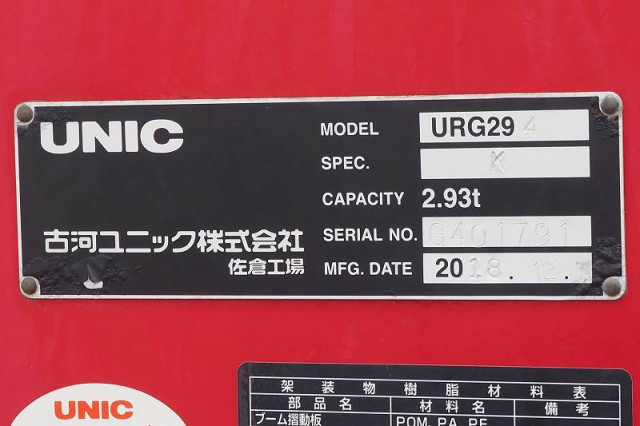 UNIC
MODEL URG29 4
SPEC. K
CAPACITY 2.93t
SERIAL NO. G401791
MFG. DATE 2018.12.
古河ユニック株式会社
佐倉工場
UNIC
架装物樹脂材料表
部品名 材料名 備考
ブーム摺動板 POM, PA, PE